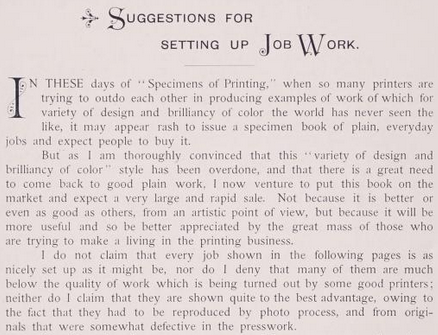 SUGGESTIONS FOR
SETTING UP JOB WORK.
IN THESE days of "Specimens of Printing," when so many printers are
trying to outdo each other in producing examples of work of which for
variety of design and brilliancy of color the world has never seen the
like, it may appear rash to issue a specimen book of plain, everyday
jobs and expect people to buy it.
But as I am thoroughly convinced that this "variety of design and
brilliancy of color" style has been overdone, and that there is a great need
to come back to good plain work, I now venture to put this book on the
market and expect a very large and rapid sale. Not because it is better or
even as good as others, from an artistic point of view, but because it will be
more useful and so be better appreciated by the great mass of those who
are trying to make a living in the printing business.
I do not claim that every job shown in the following pages is as
nicely set up as it might be, nor do I deny that many of them are much
below the quality of work which is being turned out by some good printers;
neither do I claim that they are shown quite to the best advantage, owing to
the fact that they had to be reproduced by photo process, and from origi-
nals that were somewhat defective in the presswork.